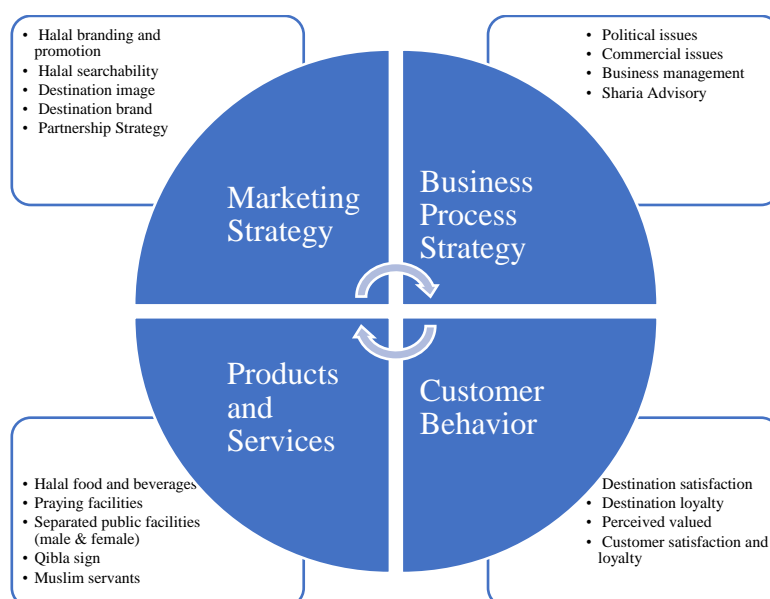 • Halal branding and
promotion
• Halal searchability
• Destination image
• Destination brand
• Partnership Strategy
• Political issues
• Commercial issues
• Business management
• Sharia Advisory
Marketing
Strategy
Business
Process
Strategy
Products
and
Services
Customer
Behavior
• Halal food and beverages
• Praying facilities
• Separated public facilities
(male & female)
• Qibla sign
• Muslim servants
Destination satisfaction
• Destination loyalty
• Perceived valued
• Customer satisfaction and
loyalty